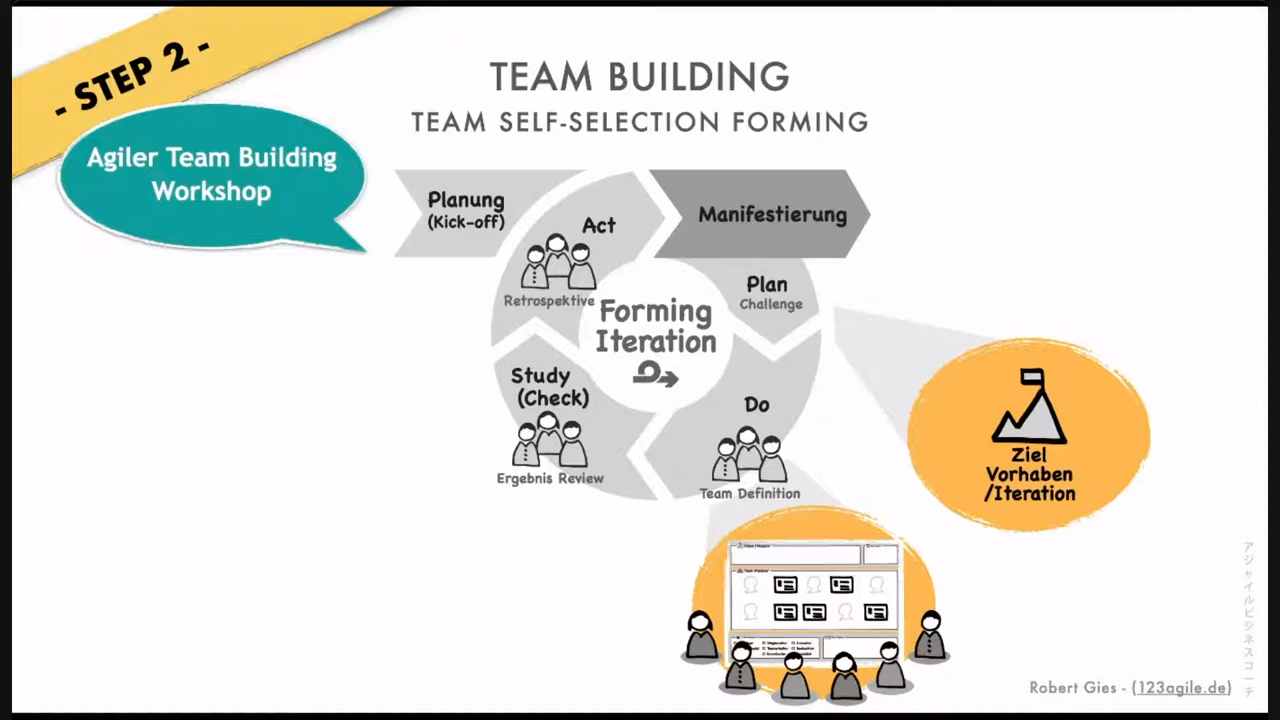 - STEP 2 -
TEAM BUILDING
TEAM SELF-SELECTION FORMING
Agiler Team Building
Workshop
Planung
(Kick-off)
Act
Retrospektive
Manifestierung
Plan
Challenge
Forming
Iteration
Study
(Check)
Ergebnis Review
Do
Team Definition
Ziel
Vorhaben
/Iteration
アジャイルビジネスコーチ
Robert Gies - (123agile.de)